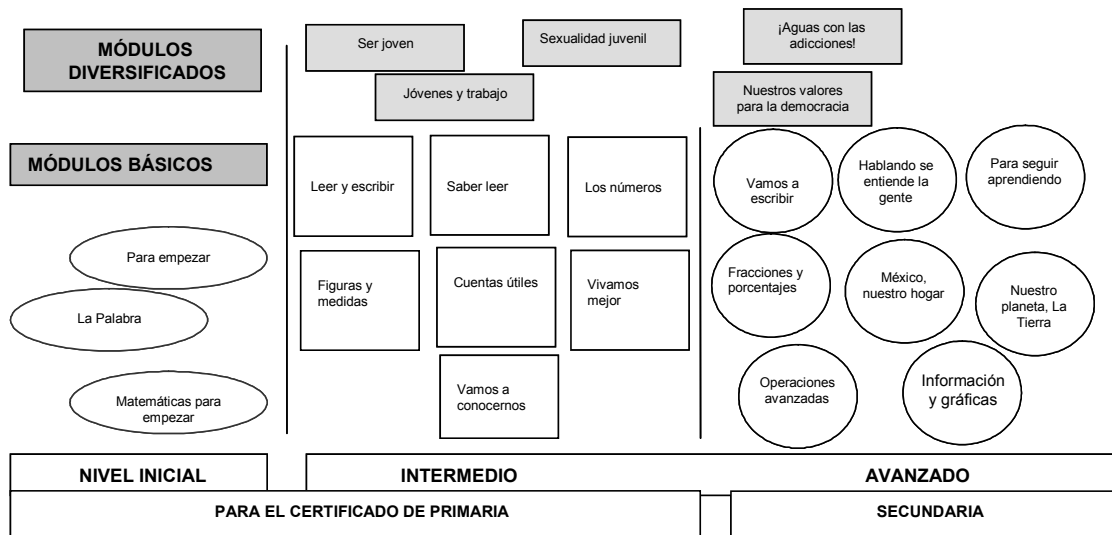 MÓDULOS
DIVERSIFICADOS
Ser joven
Sexualidad juvenil
¡Aguas con las
adicciones!
Jóvenes y trabajo
Nuestros valores
para la democracia
MÓDULOS BÁSICOS
Leer y escribir
Saber leer
Los números
Vamos a
escribir
Hablando se
entiende la
gente
Para seguir
aprendiendo
Para empezar
La Palabra
Figuras y
medidas
Cuentas útiles
Vivamos
mejor
Fracciones y
porcentajes
México,
nuestro hogar
Nuestro
planeta, La
Tierra
Matemáticas para
empezar
Vamos a
conocernos
Operaciones
avanzadas
Información
y gráficas
NIVEL INICIAL
INTERMEDIO
AVANZADO
PARA EL CERTIFICADO DE PRIMARIA
SECUNDARIA